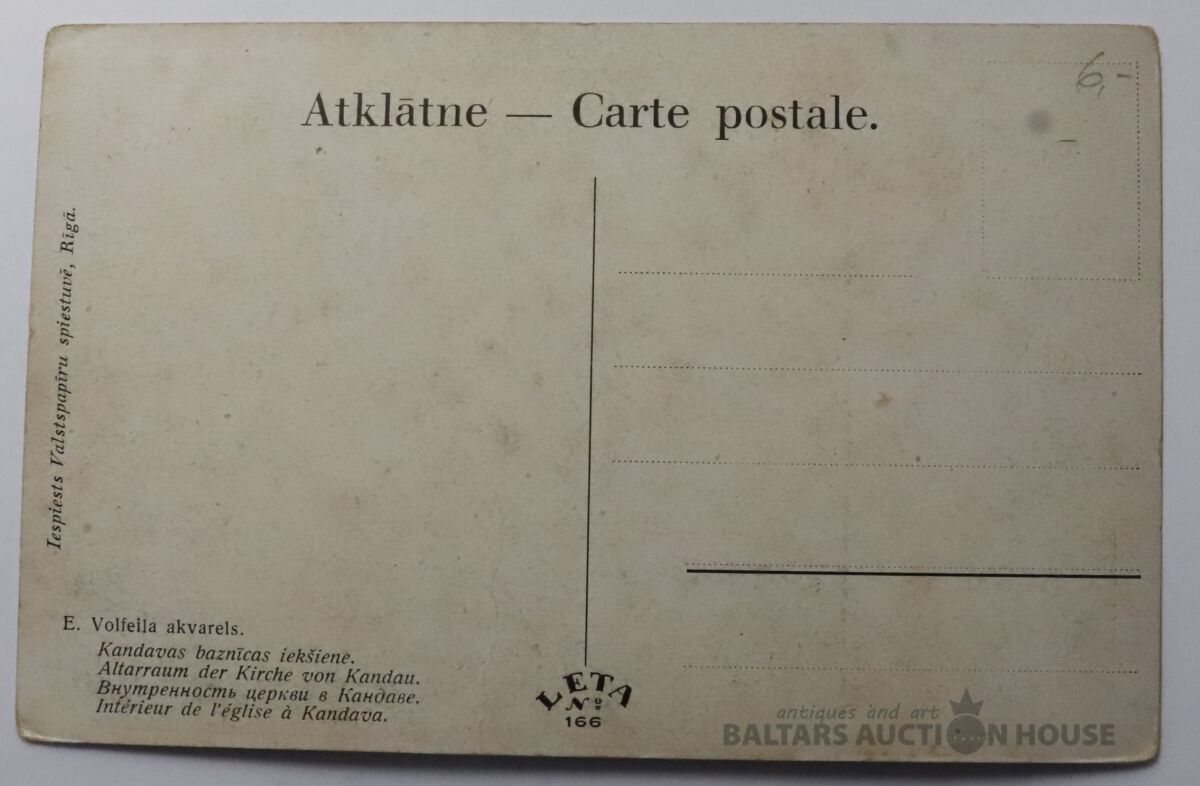 6,-
Atklātne — Carte postale.
Iespiests Valstspapīru spiestuvē, Rīgā.
E. Volfeila akvarels.
Kandavas baznīcas iekšiene.
Altarraum der Kirche von Kandau.
Внутренность церкви в Кандаве.
Intérieur de l'église à Kandava.
LETA
№
166
antiques and art
BALTARS AUCTION HOUSE